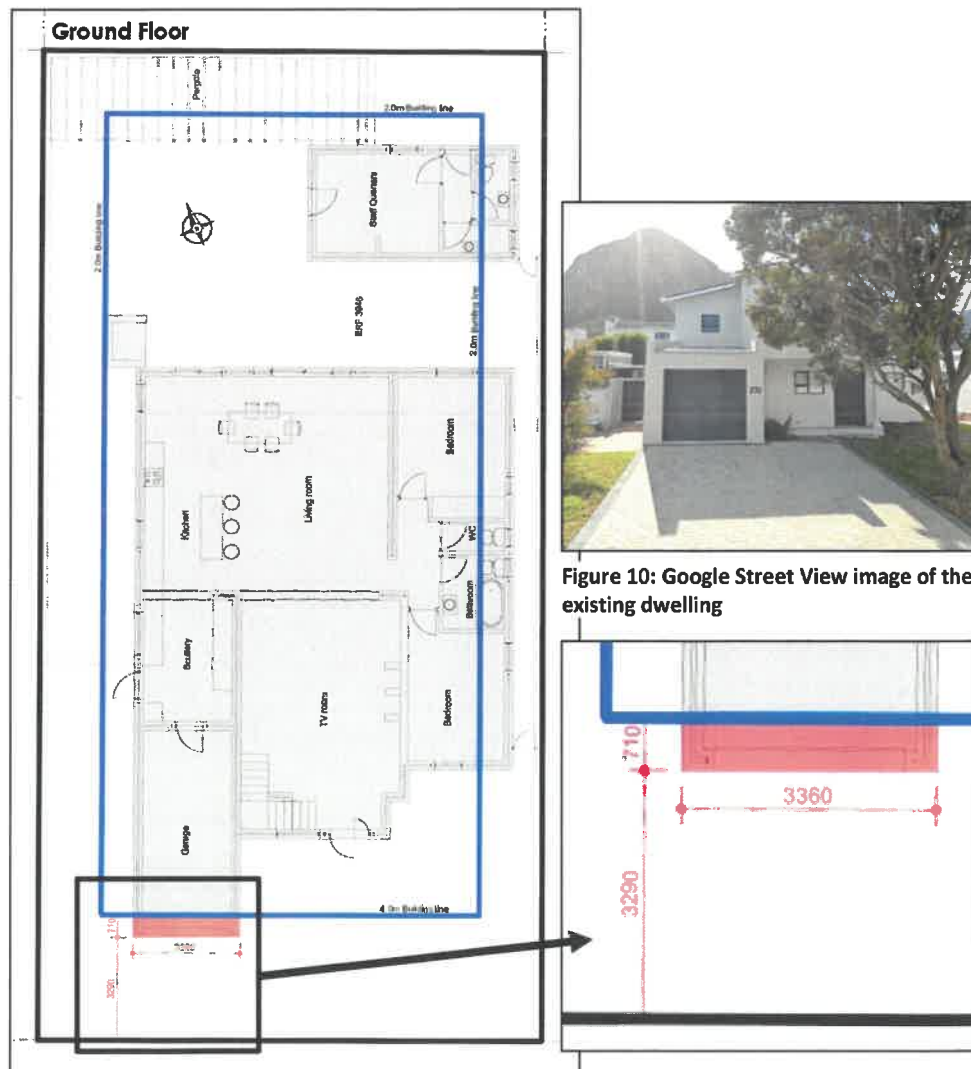 Ground Floor
Pergola
2.0m Building line
2.0m Building line
Staff Quarters
2.0m Building line
ERF 3946
Bedroom
Living room
Kitchen
WC
Bathroom
Scullery
TV room
Bedroom
Garage
4.0m Building line
710
3360
3290
Figure 10: Google Street View image of the
existing dwelling
710
3360
3290